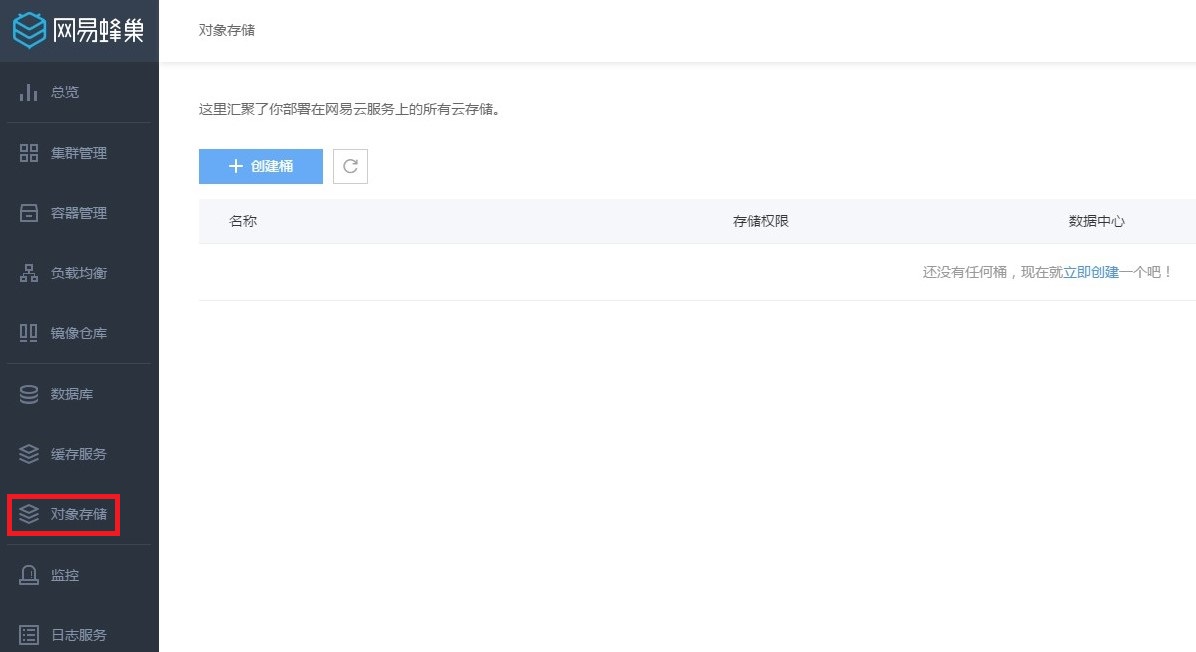 网易蜂巢
总览
集群管理
容器管理
负载均衡
镜像仓库
数据库
缓存服务
对象存储
监控
日志服务
对象存储
这里汇聚了你部署在网易云服务上的所有云存储。
创建桶
名称 存储权限 数据中心
还没有任何桶，现在就立即创建一个吧！